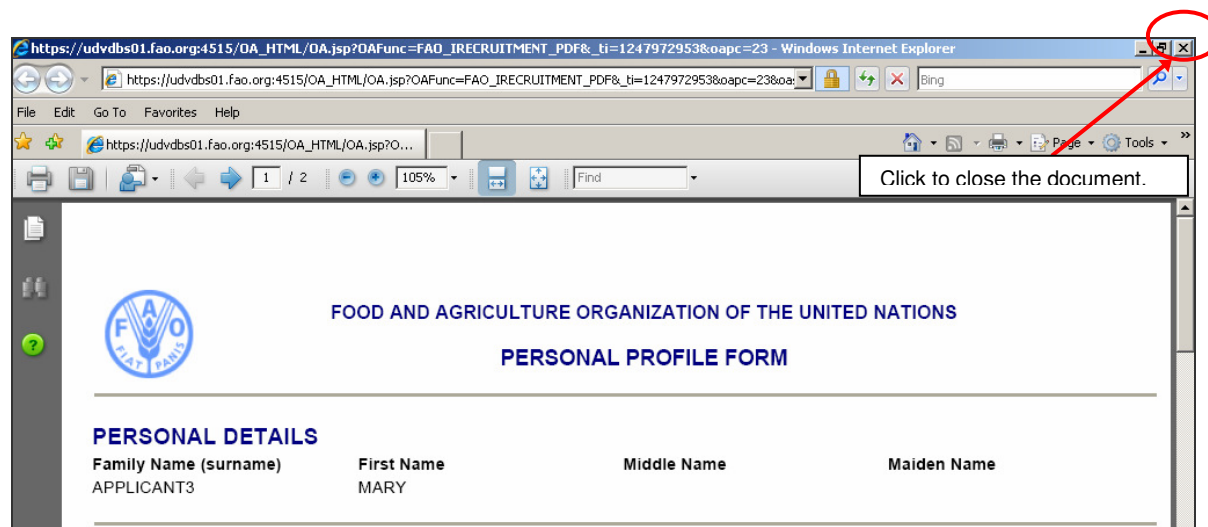 https://udvdbs01.fao.org:4515/OA_HTML/OA.jsp?OAFunc=FAO_IRECRUITMENT_PDF&_ti=1247972953&oapc=23 - Windows Internet Explorer
https://udvdbs01.fao.org:4515/OA_HTML/OA.jsp?OAFunc=FAO_IRECRUITMENT_PDF&_ti=1247972953&oapc=23&oa: Bing
File Edit Go To Favorites Help
https://udvdbs01.fao.org:4515/OA_HTML/OA.jsp?O... Page Tools »
1 / 2 105% Find
Click to close the document.
FAO
FIAT PANIS
FOOD AND AGRICULTURE ORGANIZATION OF THE UNITED NATIONS
PERSONAL PROFILE FORM
PERSONAL DETAILS
Family Name (surname) First Name Middle Name Maiden Name
APPLICANT3 MARY